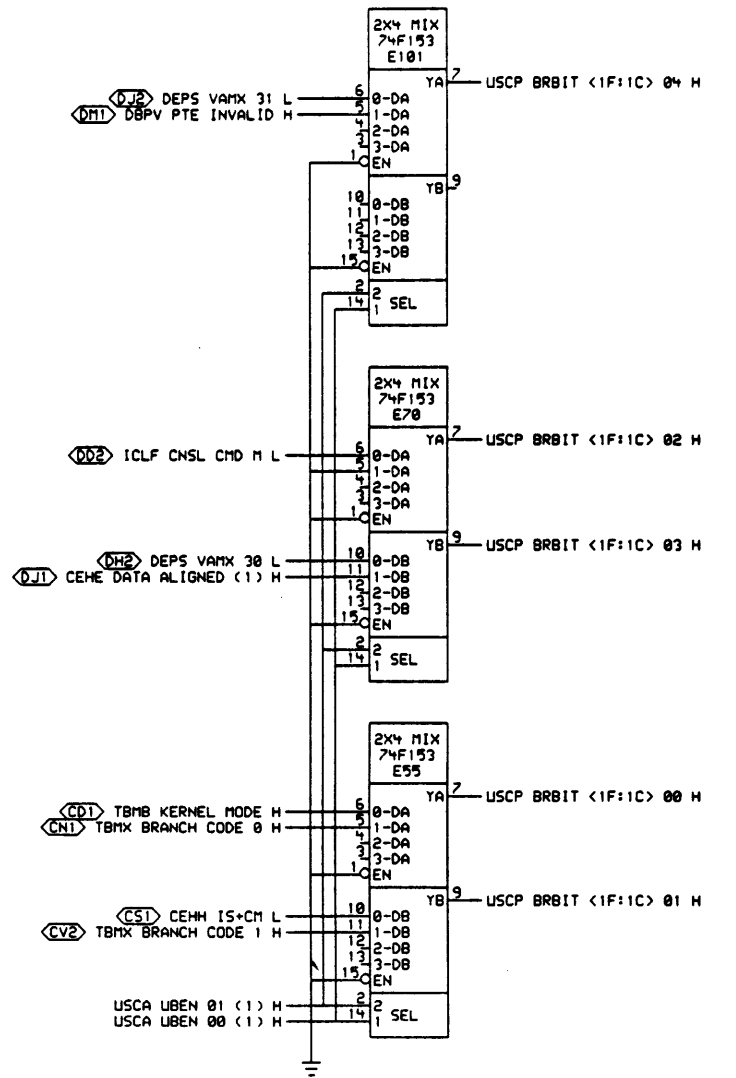 2X4 MIX
74F153
E101
YA 7 USCP BRBIT <1F:1C> 04 H
DJ2 DEPS VAMX 31 L 6 0-DA
DM1 DBPV PTE INVALID H 5 1-DA
4 2-DA
3 3-DA
1 EN
YB 9
10 0-DB
11 1-DB
12 2-DB
13 3-DB
15 EN
2 2
SEL
14 1
2X4 MIX
74F153
E70
YA 7 USCP BRBIT <1F:1C> 02 H
DD2 ICLF CNSL CMD M L 6 0-DA
5 1-DA
4 2-DA
3 3-DA
1 EN
YB 9 USCP BRBIT <1F:1C> 03 H
DH2 DEPS VAMX 30 L 10 0-DB
DJ1 CEHE DATA ALIGNED (1) H 11 1-DB
12 2-DB
13 3-DB
15 EN
2 2
SEL
14 1
2X4 MIX
74F153
E55
YA 7 USCP BRBIT <1F:1C> 00 H
CD1 TBMB KERNEL MODE H 6 0-DA
CN1 TBMX BRANCH CODE 0 H 5 1-DA
4 2-DA
3 3-DA
1 EN
YB 9 USCP BRBIT <1F:1C> 01 H
CS1 CEHH IS+CM L 10 0-DB
CV2 TBMX BRANCH CODE 1 H 11 1-DB
12 2-DB
13 3-DB
15 EN
USCA UBEN 01 (1) H 2 2
SEL
USCA UBEN 00 (1) H 14 1